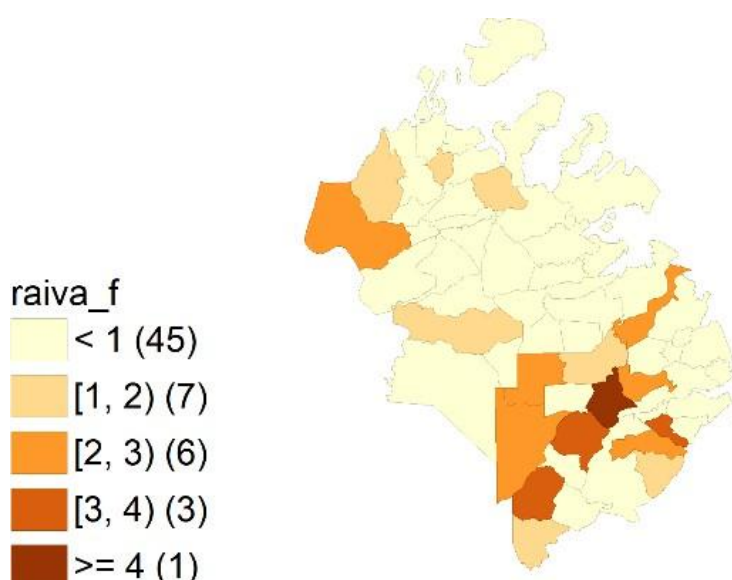 raiva_f
< 1 (45)
[1, 2) (7)
[2, 3) (6)
[3, 4) (3)
>= 4 (1)